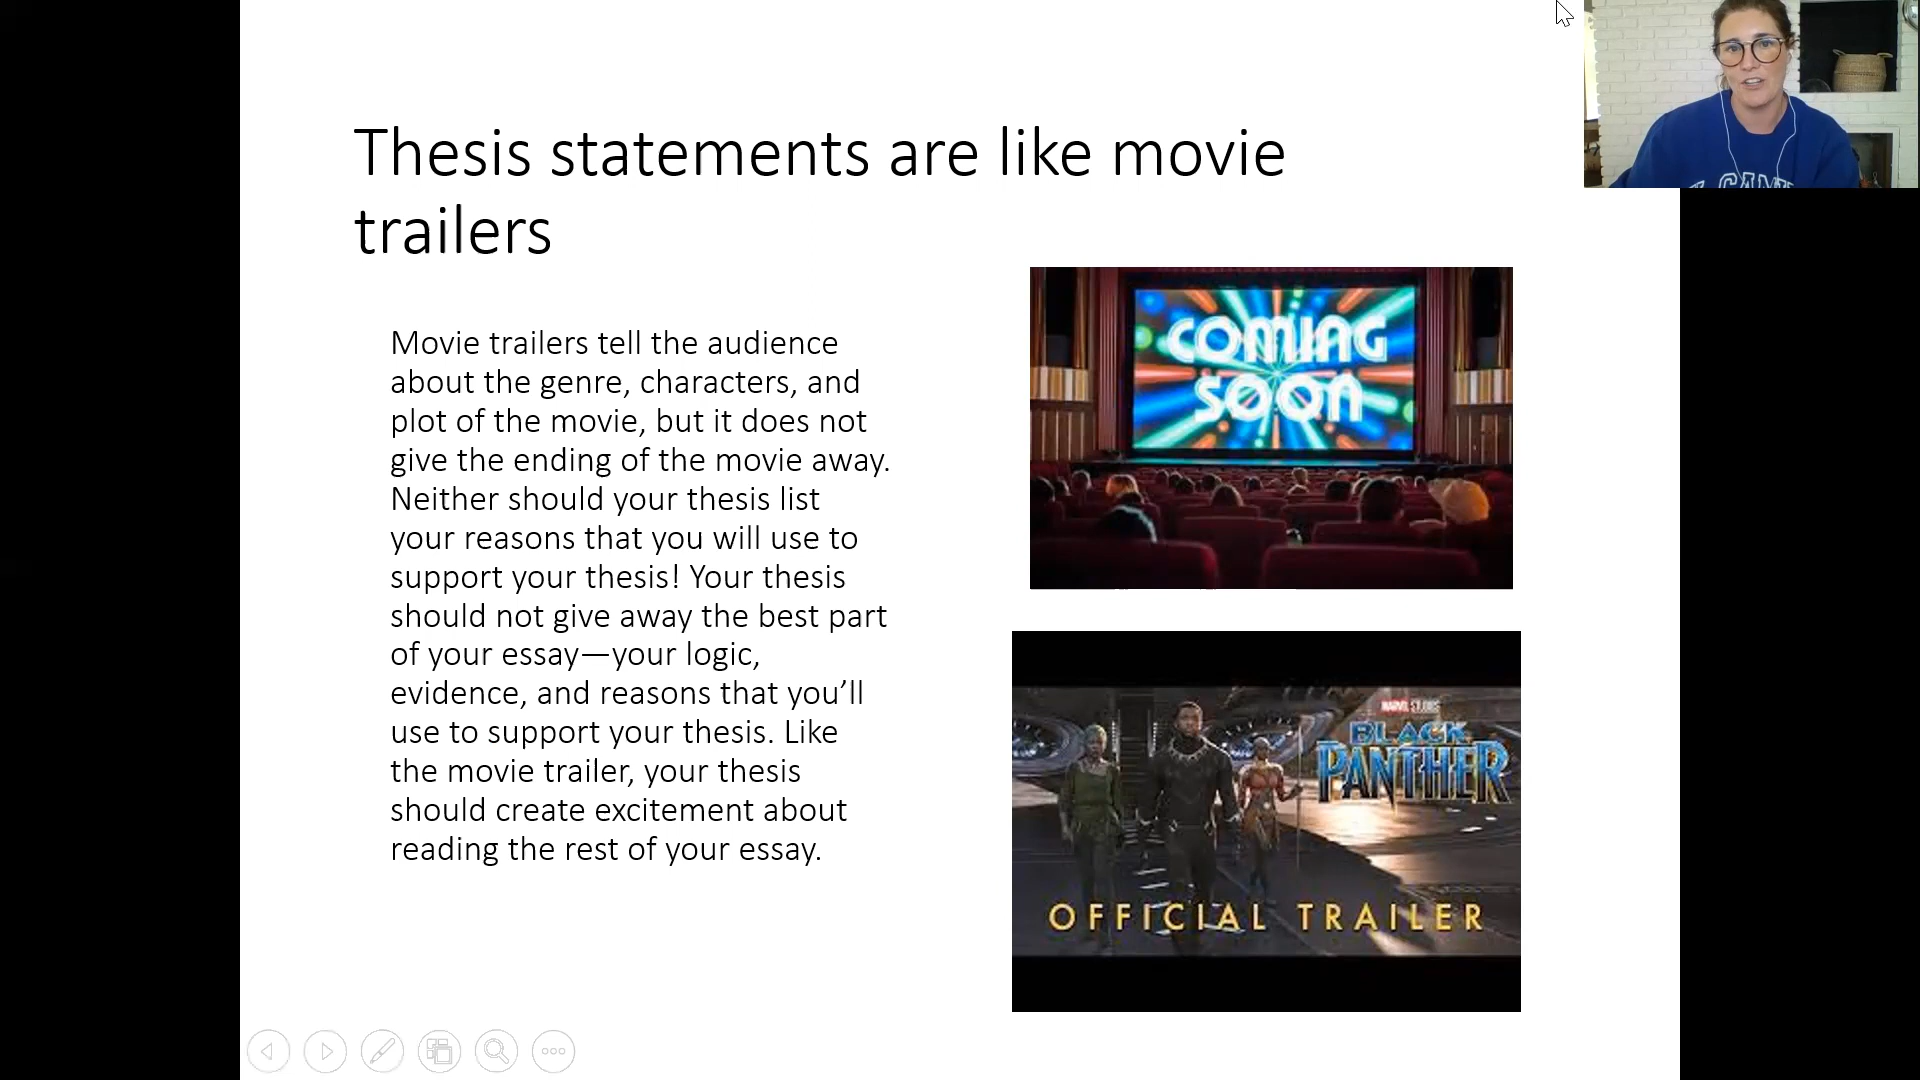 Thesis statements are like movie
trailers
Movie trailers tell the audience
about the genre, characters, and
plot of the movie, but it does not
give the ending of the movie away.
Neither should your thesis list
your reasons that you will use to
support your thesis! Your thesis
should not give away the best part
of your essay—your logic,
evidence, and reasons that you’ll
use to support your thesis. Like
the movie trailer, your thesis
should create excitement about
reading the rest of your essay.
COMING
SOON
MARVEL STUDIOS
BLACK
PANTHER
OFFICIAL TRAILER